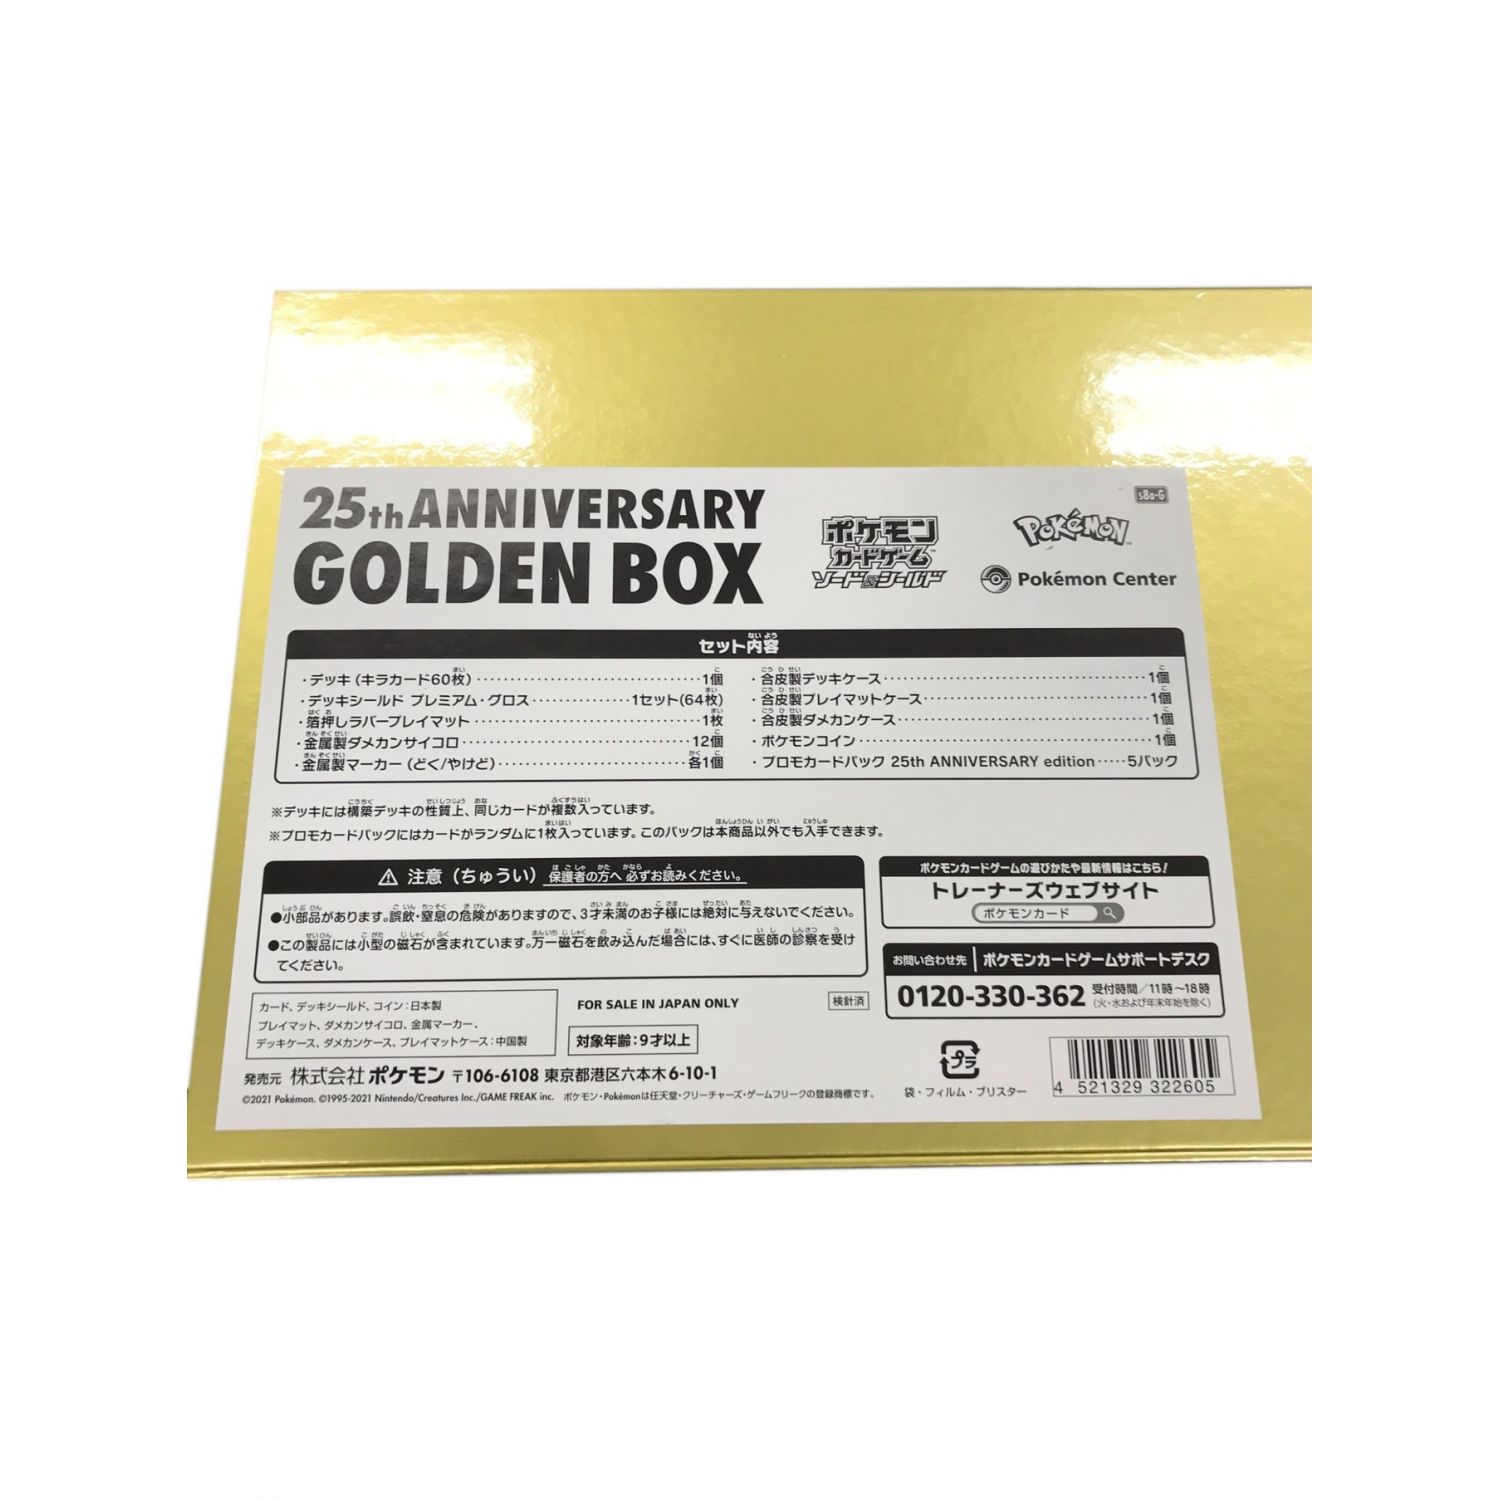 s8a-G
25th ANNIVERSARY
GOLDEN BOX
ポケモン
カードゲーム
ソード&シールド
Pokémon
Pokémon Center
セット内容
・デッキ(キラカード60枚)……1個
・デッキシールド プレミアム・グロス……1セット(64枚)
・箔押しラバープレイマット……1枚
・金属製ダメカンサイコロ……12個
・金属製マーカー(どく/やけど)……各1個
・合皮製デッキケース……1個
・合皮製プレイマットケース……1個
・合皮製ダメカンケース……1個
・ポケモンコイン……1個
・プロモカードパック 25th ANNIVERSARY edition……5パック
※デッキには構築デッキの性質上、同じカードが複数入っています。
※プロモカードパックにはカードがランダムに1枚入っています。このパックは本商品以外でも入手できます。
注意(ちゅうい) 保護者の方へ 必ずお読みください。
●小部品があります。誤飲・窒息の危険がありますので、3才未満のお子様には絶対に与えないでください。
●この製品には小型の磁石が含まれています。万一磁石を飲み込んだ場合には、すぐに医師の診察を受け
てください。
ポケモンカードゲームの遊びかたや最新情報はこちら!
トレーナーズウェブサイト
ポケモンカード
お問い合わせ先 ポケモンカードゲームサポートデスク
0120-330-362 受付時間/11時〜18時
(火・水および年末年始を除く)
カード、デッキシールド、コイン:日本製
プレイマット、ダメカンサイコロ、金属マーカー、
デッキケース、ダメカンケース、プレイマットケース:中国製
FOR SALE IN JAPAN ONLY
検針済
対象年齢:9才以上
発売元 株式会社 ポケモン 〒106-6108 東京都港区六本木6-10-1
©2021 Pokémon. ©1995-2021 Nintendo/Creatures Inc./GAME FREAK inc. ポケモン・Pokémonは任天堂・クリーチャーズ・ゲームフリークの登録商標です。
プラ
袋・フィルム・ブリスター
4 521329 322605